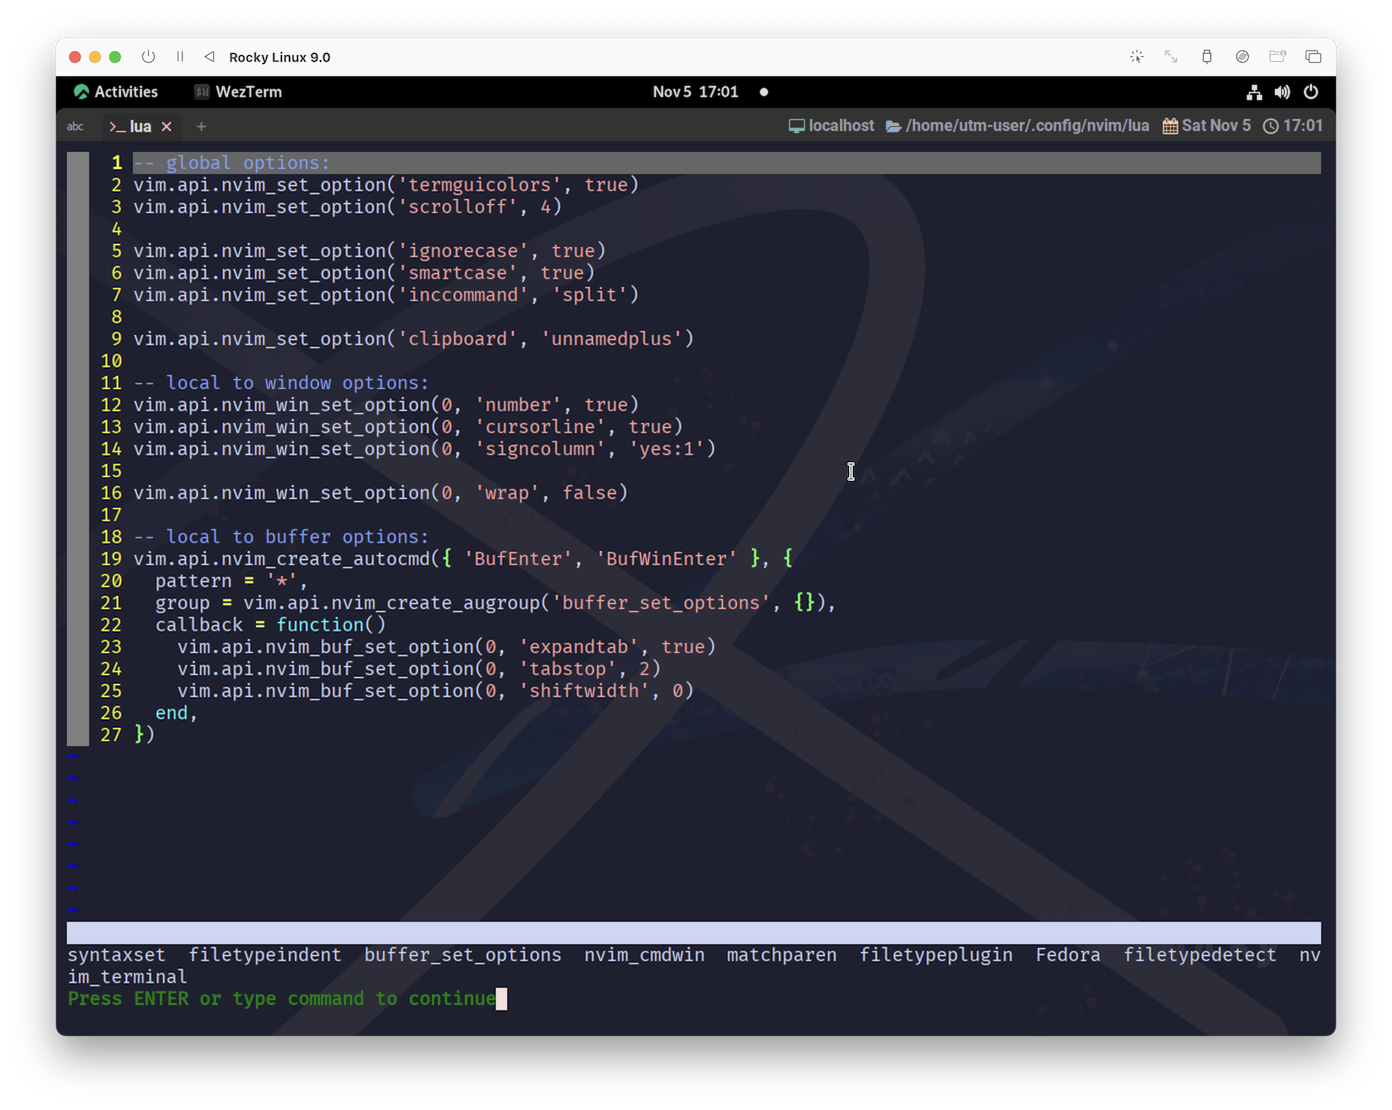 Rocky Linux 9.0
Activities WezTerm Nov 5 17:01
abc >_ lua × + localhost /home/utm-user/.config/nvim/lua Sat Nov 5 17:01
1 -- global options:
2 vim.api.nvim_set_option('termguicolors', true)
3 vim.api.nvim_set_option('scrolloff', 4)
4
5 vim.api.nvim_set_option('ignorecase', true)
6 vim.api.nvim_set_option('smartcase', true)
7 vim.api.nvim_set_option('inccommand', 'split')
8
9 vim.api.nvim_set_option('clipboard', 'unnamedplus')
10
11 -- local to window options:
12 vim.api.nvim_win_set_option(0, 'number', true)
13 vim.api.nvim_win_set_option(0, 'cursorline', true)
14 vim.api.nvim_win_set_option(0, 'signcolumn', 'yes:1')
15
16 vim.api.nvim_win_set_option(0, 'wrap', false)
17
18 -- local to buffer options:
19 vim.api.nvim_create_autocmd({ 'BufEnter', 'BufWinEnter' }, {
20   pattern = '*',
21   group = vim.api.nvim_create_augroup('buffer_set_options', {}),
22   callback = function()
23     vim.api.nvim_buf_set_option(0, 'expandtab', true)
24     vim.api.nvim_buf_set_option(0, 'tabstop', 2)
25     vim.api.nvim_buf_set_option(0, 'shiftwidth', 0)
26   end,
27 })
~
~
~
~
~
~
~
~
syntaxset  filetypeindent  buffer_set_options  nvim_cmdwin  matchparen  filetypeplugin  Fedora  filetypedetect  nv
im_terminal
Press ENTER or type command to continue